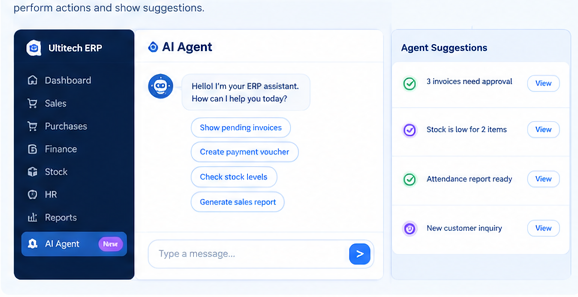 perform actions and show suggestions.
Ultitech ERP
Dashboard
Sales
Purchases
Finance
Stock
HR
Reports
AI Agent
New
AI Agent
Hello! I'm your ERP assistant.
How can I help you today?
Show pending invoices
Create payment voucher
Check stock levels
Generate sales report
Type a message...
Agent Suggestions
3 invoices need approval
View
Stock is low for 2 items
View
Attendance report ready
View
New customer inquiry
View